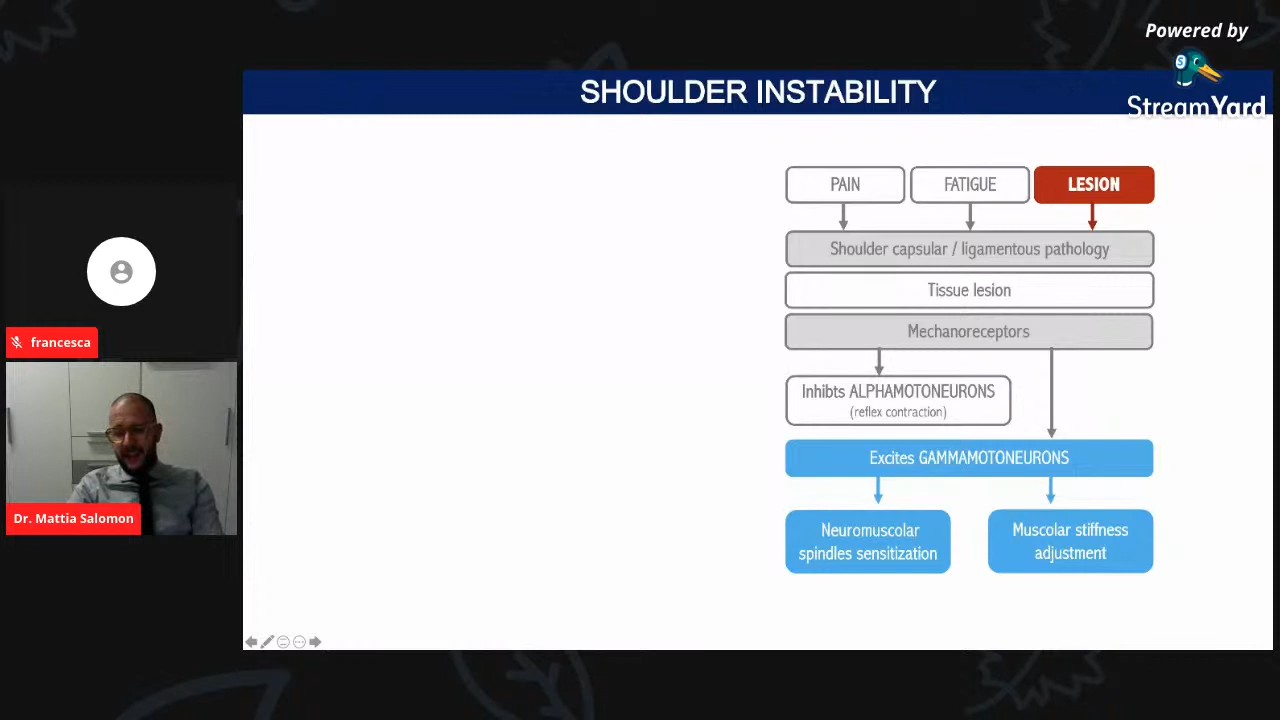 Powered by
StreamYard
SHOULDER INSTABILITY
PAIN
FATIGUE
LESION
Shoulder capsular / ligamentous pathology
Tissue lesion
Mechanoreceptors
Inhibts ALPHAMOTONEURONS
(reflex contraction)
Excites GAMMAMOTONEURONS
Neuromuscolar
spindles sensitization
Muscolar stiffness
adjustment
francesca
Dr. Mattia Salomon